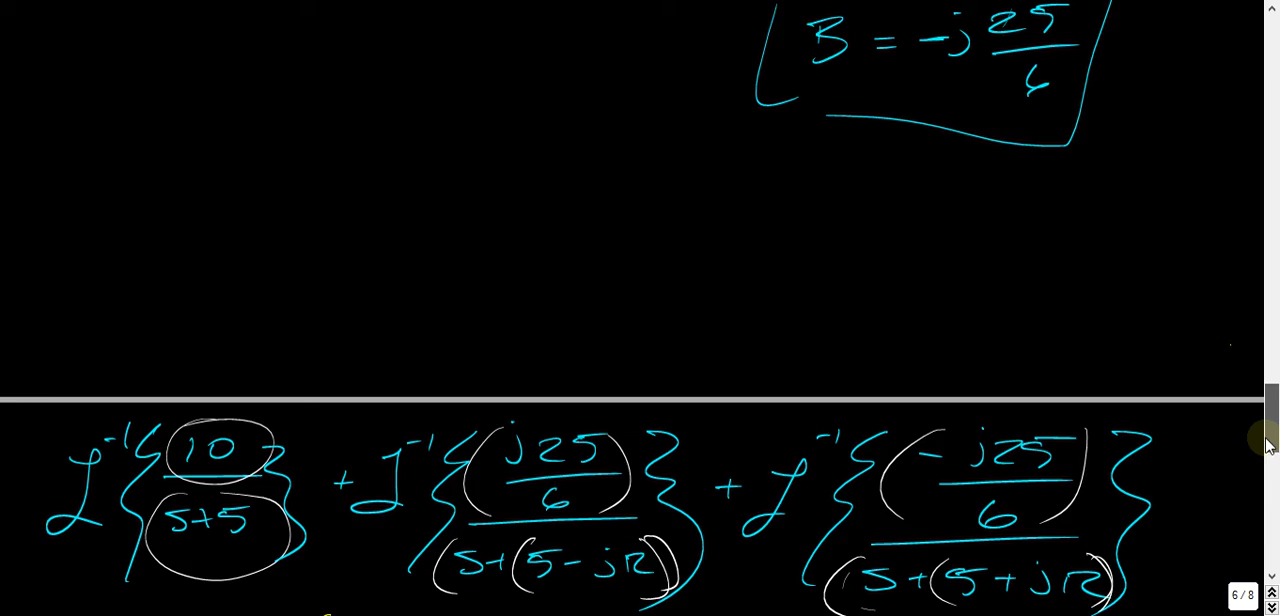 B = -j 25/6
ℒ⁻¹{ 10/(s+5) } + ℒ⁻¹{ (j25/6)/(s+(5-j12)) } + ℒ⁻¹{ (-j25/6)/(s+(5+j12)) }
6 / 8